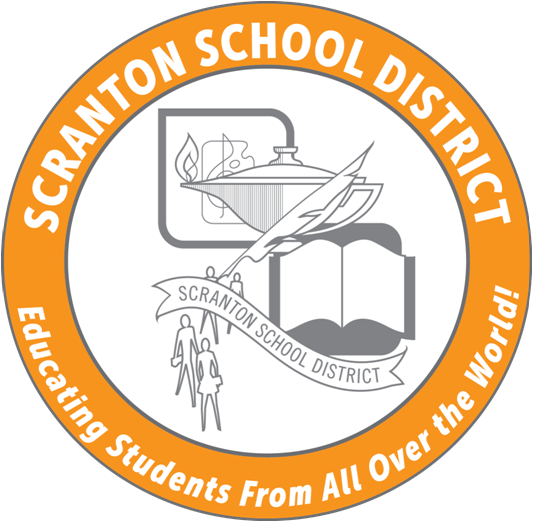 SCRANTON SCHOOL DISTRICT
SCRANTON SCHOOL DISTRICT
Educating Students From All Over the World!